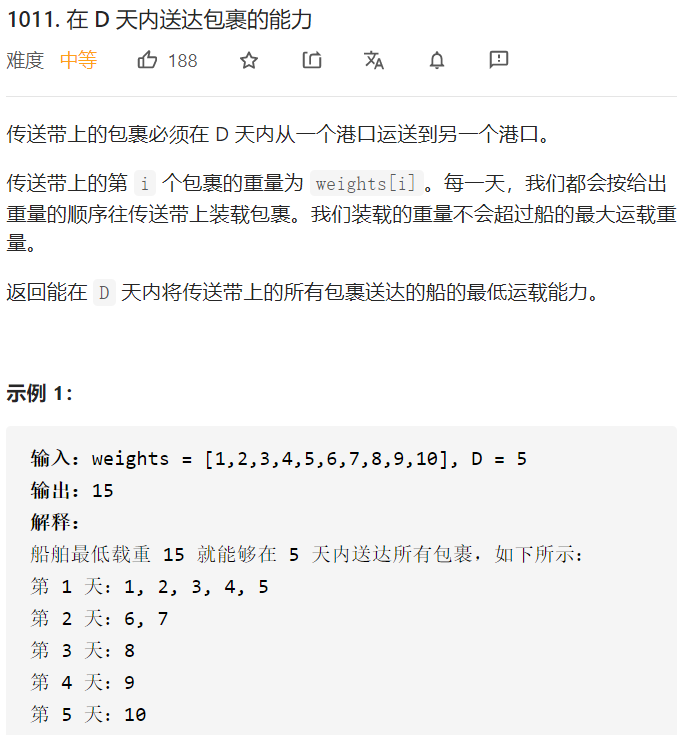 1011. 在 D 天内送达包裹的能力
难度 中等 188
传送带上的包裹必须在 D 天内从一个港口运送到另一个港口。
传送带上的第 i 个包裹的重量为 weights[i]。每一天，我们都会按给出
重量的顺序往传送带上装载包裹。我们装载的重量不会超过船的最大运载重
量。
返回能在 D 天内将传送带上的所有包裹送达的船的最低运载能力。
示例 1：
输入：weights = [1,2,3,4,5,6,7,8,9,10], D = 5
输出：15
解释：
船舶最低载重 15 就能够在 5 天内送达所有包裹，如下所示：
第 1 天：1, 2, 3, 4, 5
第 2 天：6, 7
第 3 天：8
第 4 天：9
第 5 天：10